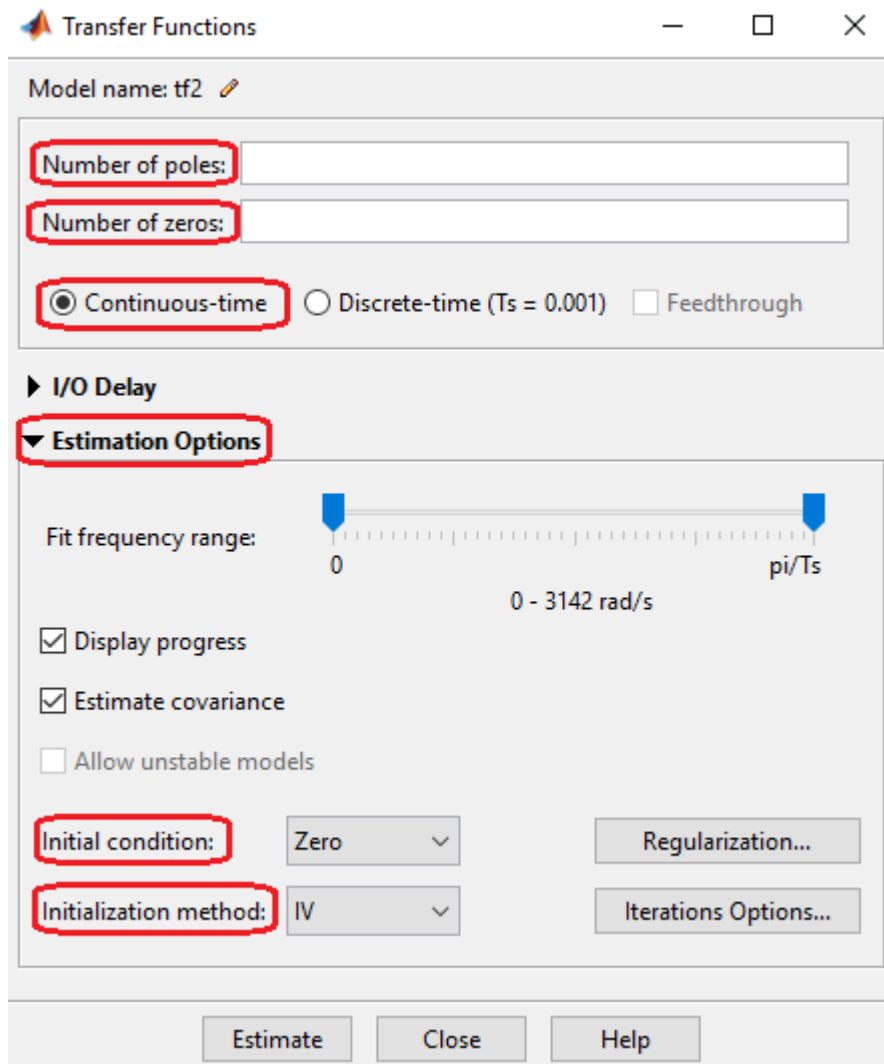 Transfer Functions
Model name: tf2
Number of poles:
Number of zeros:
Continuous-time Discrete-time (Ts = 0.001) Feedthrough
I/O Delay
Estimation Options
Fit frequency range:
0 pi/Ts
0 - 3142 rad/s
Display progress
Estimate covariance
Allow unstable models
Initial condition: Zero Regularization...
Initialization method: IV Iterations Options...
Estimate Close Help